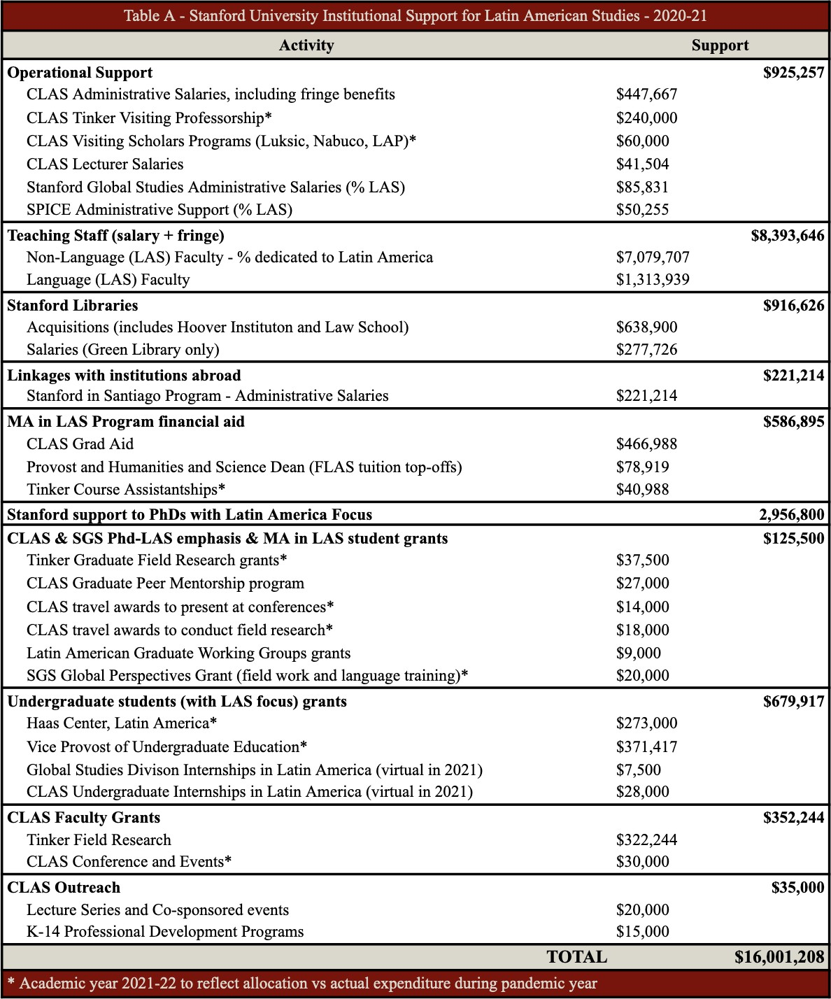 Table A - Stanford University Institutional Support for Latin American Studies - 2020-21
Activity Support
Operational Support $925,257
CLAS Administrative Salaries, including fringe benefits $447,667
CLAS Tinker Visiting Professorship* $240,000
CLAS Visiting Scholars Programs (Luksic, Nabuco, LAP)* $60,000
CLAS Lecturer Salaries $41,504
Stanford Global Studies Administrative Salaries (% LAS) $85,831
SPICE Administrative Support (% LAS) $50,255
Teaching Staff (salary + fringe) $8,393,646
Non-Language (LAS) Faculty - % dedicated to Latin America $7,079,707
Language (LAS) Faculty $1,313,939
Stanford Libraries $916,626
Acquisitions (includes Hoover Instituton and Law School) $638,900
Salaries (Green Library only) $277,726
Linkages with institutions abroad $221,214
Stanford in Santiago Program - Administrative Salaries $221,214
MA in LAS Program financial aid $586,895
CLAS Grad Aid $466,988
Provost and Humanities and Science Dean (FLAS tuition top-offs) $78,919
Tinker Course Assistantships* $40,988
Stanford support to PhDs with Latin America Focus 2,956,800
CLAS & SGS Phd-LAS emphasis & MA in LAS student grants $125,500
Tinker Graduate Field Research grants* $37,500
CLAS Graduate Peer Mentorship program $27,000
CLAS travel awards to present at conferences* $14,000
CLAS travel awards to conduct field research* $18,000
Latin American Graduate Working Groups grants $9,000
SGS Global Perspectives Grant (field work and language training)* $20,000
Undergraduate students (with LAS focus) grants $679,917
Haas Center, Latin America* $273,000
Vice Provost of Undergraduate Education* $371,417
Global Studies Divison Internships in Latin America (virtual in 2021) $7,500
CLAS Undergraduate Internships in Latin America (virtual in 2021) $28,000
CLAS Faculty Grants $352,244
Tinker Field Research $322,244
CLAS Conference and Events* $30,000
CLAS Outreach $35,000
Lecture Series and Co-sponsored events $20,000
K-14 Professional Development Programs $15,000
TOTAL $16,001,208
* Academic year 2021-22 to reflect allocation vs actual expenditure during pandemic year